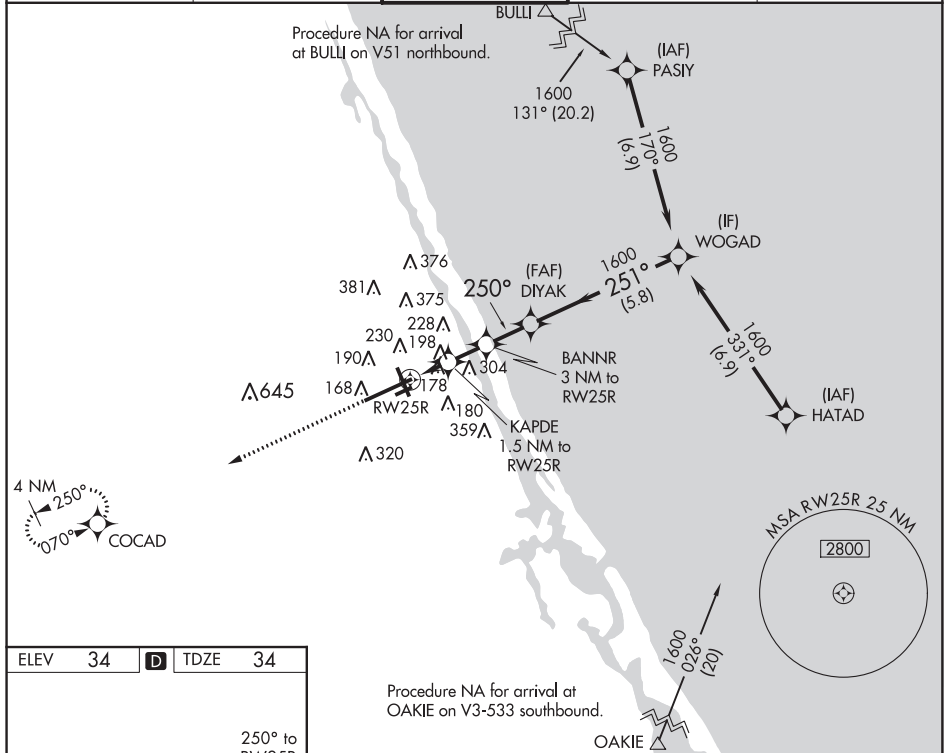 BULLI
Procedure NA for arrival
at BULLI on V51 northbound.
(IAF)
PASIY
1600
131° (20.2)
1600
170°
(6.9)
(IF)
WOGAD
376
381
375
250°
(FAF)
DIYAK
1600
251°
(5.8)
228
230
198
190
304
BANNR
3 NM to
RW25R
1600
331°
(6.9)
645
168
178
RW25R
180
359
KAPDE
1.5 NM to
RW25R
(IAF)
HATAD
320
4 NM
250°
070°
COCAD
MSA RW25R 25 NM
2800
1600
026°
(20)
ELEV 34 D TDZE 34
Procedure NA for arrival at
OAKIE on V3-533 southbound.
OAKIE
250° to